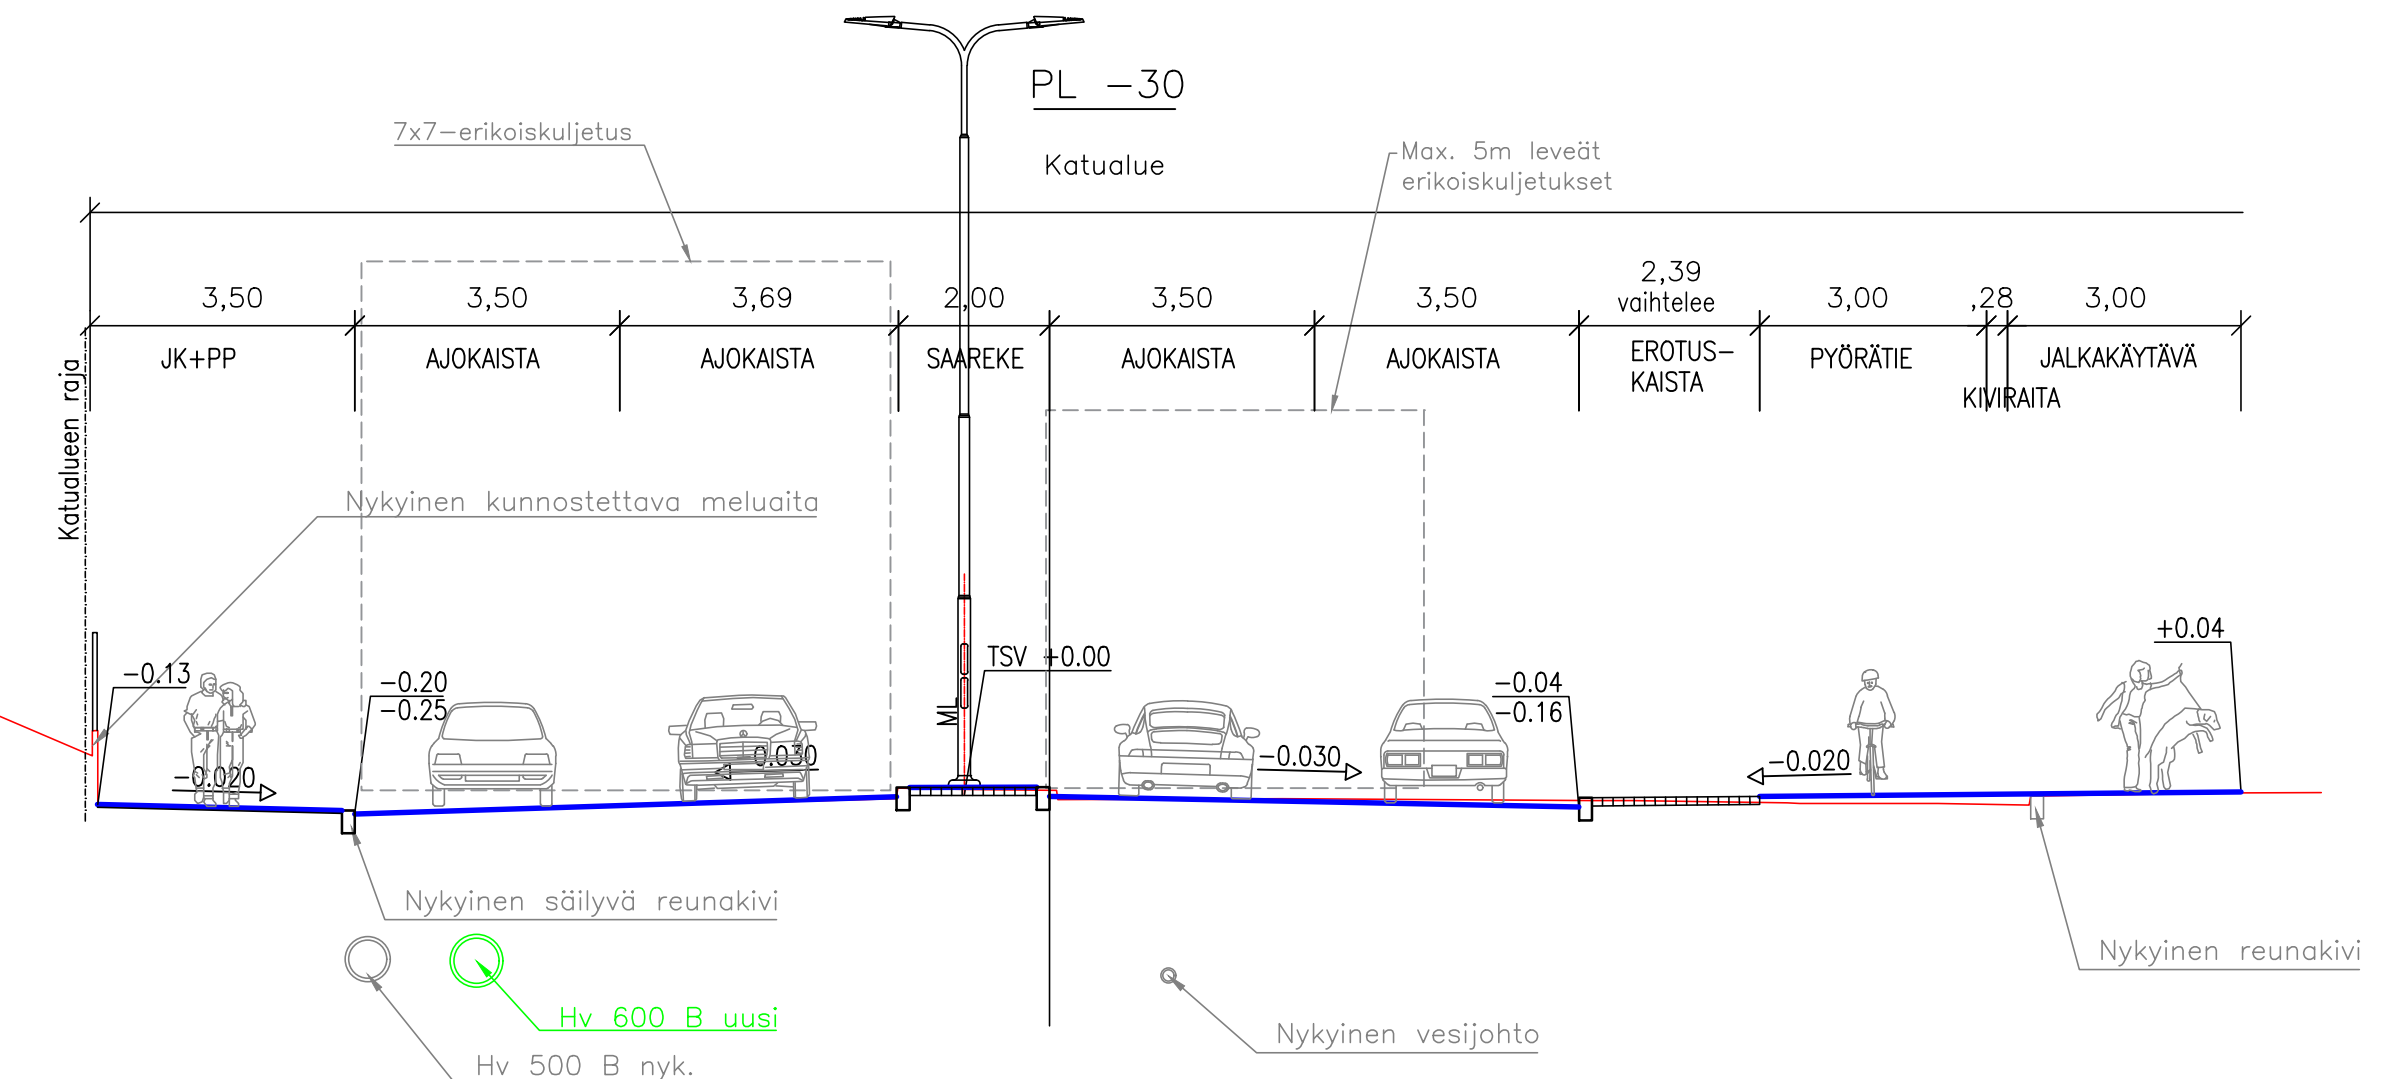 PL -30
7x7-erikoiskuljetus
Katualue
Max. 5m leveät
erikoiskuljetukset
3,50
3,50
3,69
2,00
3,50
3,50
2,39
vaihtelee
3,00
,28
3,00
JK+PP
AJOKAISTA
AJOKAISTA
SAAREKE
AJOKAISTA
AJOKAISTA
EROTUS-
KAISTA
PYÖRÄTIE
KIVIRAITA
JALKAKÄYTÄVÄ
Katualueen raja
Nykyinen kunnostettava meluaita
-0.13
-0.20
-0.25
TSV +0.00
ML
-0.04
-0.16
+0.04
-0.020
-0.030
-0.030
-0.020
Nykyinen säilyvä reunakivi
Nykyinen reunakivi
Hv 600 B uusi
Hv 500 B nyk.
Nykyinen vesijohto